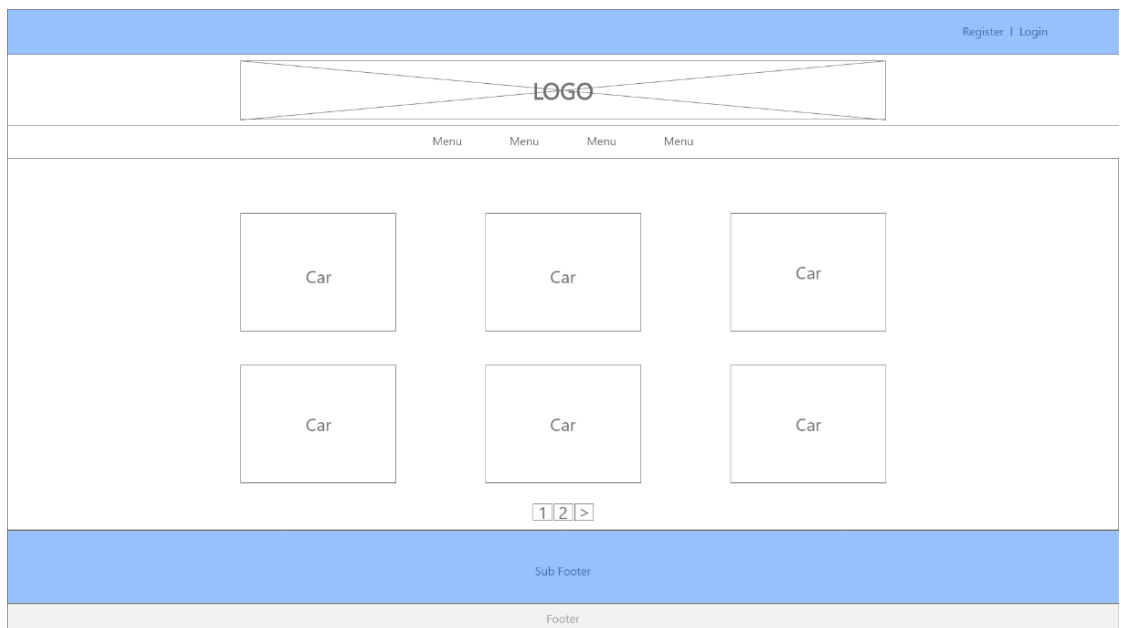 Register | Login
LOGO
Menu Menu Menu Menu
Car Car Car
Car Car Car
1 2 >
Sub Footer
Footer